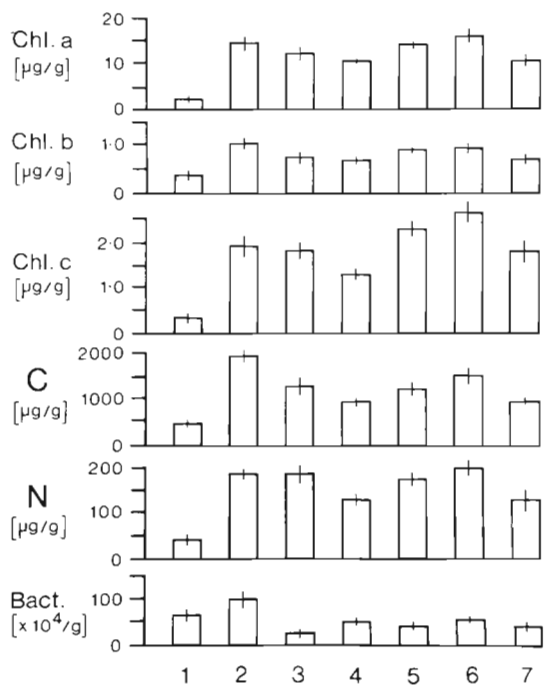 Chl. a
[µg/g]
20
10
0
Chl. b
[µg/g]
1·0
0
Chl. c
[µg/g]
2·0
1·0
0
C
[µg/g]
2000
1000
0
N
[µg/g]
200
100
0
Bact.
[x 10⁴/g]
100
0
1 2 3 4 5 6 7